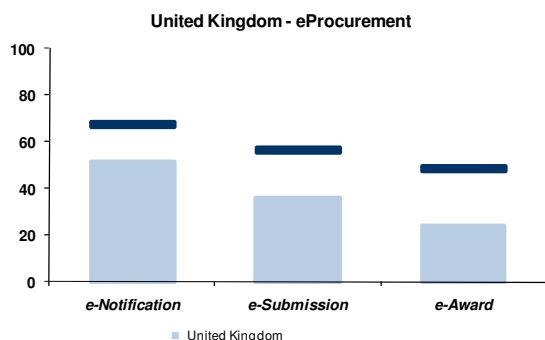 United Kingdom - eProcurement
100
80
60
40
20
0
e-Notification
e-Submission
e-Award
United Kingdom